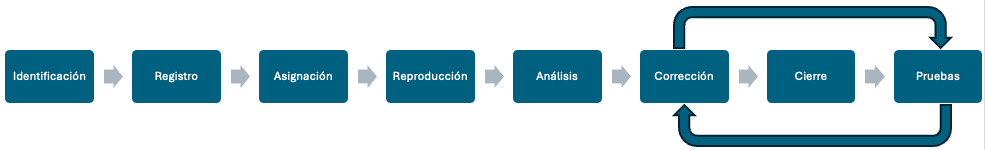 Identificación
Registro
Asignación
Reproducción
Análisis
Corrección
Cierre
Pruebas